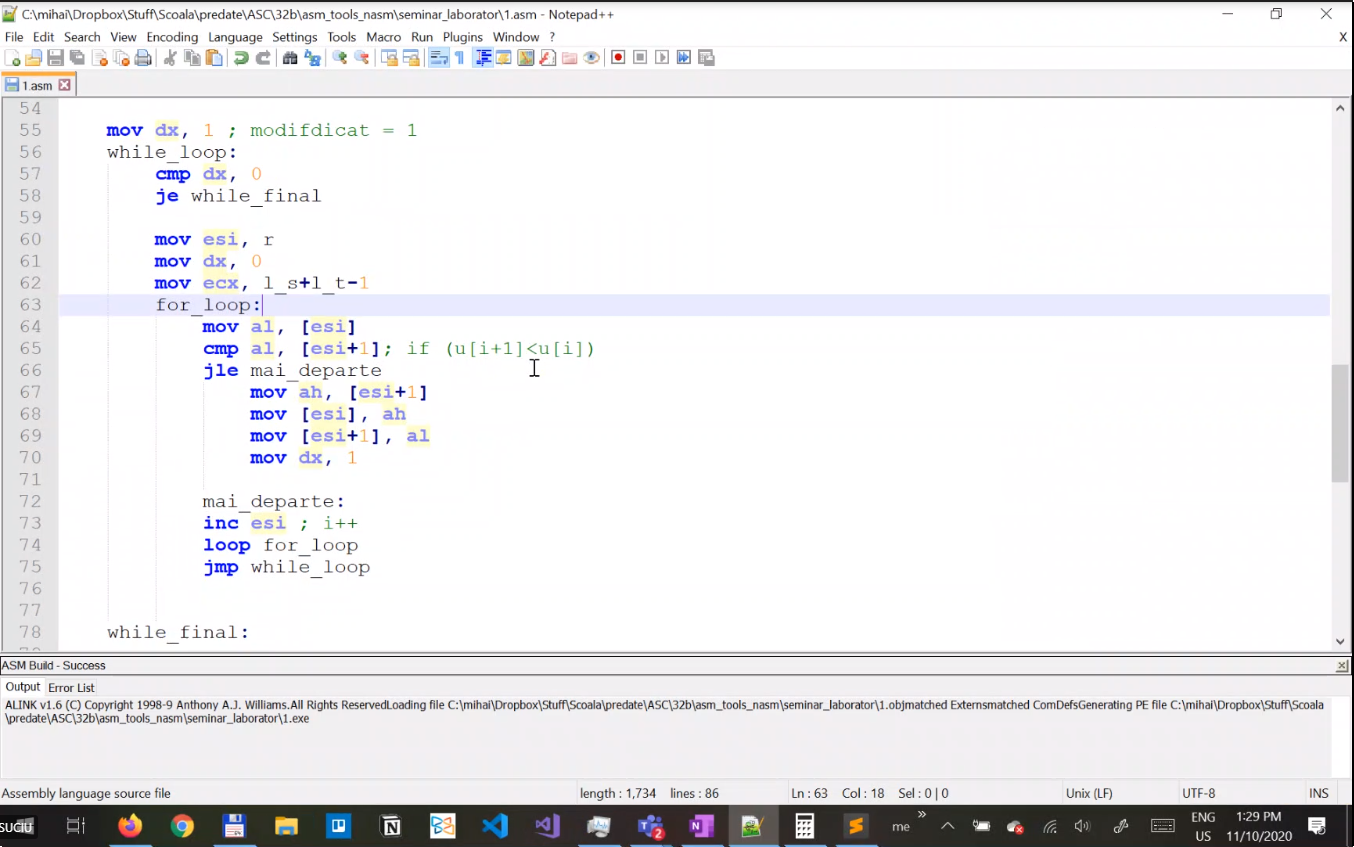 C:\mihai\Dropbox\Stuff\Scoala\predate\ASC\32b\asm_tools_nasm\seminar_laborator\1.asm - Notepad++
File Edit Search View Encoding Language Settings Tools Macro Run Plugins Window ? X
1.asm
54
55 mov dx, 1 ; modifdicat = 1
56 while_loop:
57 cmp dx, 0
58 je while_final
59
60 mov esi, r
61 mov dx, 0
62 mov ecx, l_s+l_t-1
63 for_loop:
64 mov al, [esi]
65 cmp al, [esi+1]; if (u[i+1]<u[i])
66 jle mai_departe
67 mov ah, [esi+1]
68 mov [esi], ah
69 mov [esi+1], al
70 mov dx, 1
71
72 mai_departe:
73 inc esi ; i++
74 loop for_loop
75 jmp while_loop
76
77
78 while_final:
ASM Build - Success
Output Error List
ALINK v1.6 (C) Copyright 1998-9 Anthony A.J. Williams.All Rights ReservedLoading file C:\mihai\Dropbox\Stuff\Scoala\predate\ASC\32b\asm_tools_nasm\seminar_laborator\1.objmatched Externsmatched ComDefsGenerating PE file C:\mihai\Dropbox\Stuff\Scoala
\predate\ASC\32b\asm_tools_nasm\seminar_laborator\1.exe
Assembly language source file length : 1,734 lines : 86 Ln : 63 Col : 18 Sel : 0 | 0 Unix (LF) UTF-8 INS
SUCIU me ENG 1:29 PM
US 11/10/2020